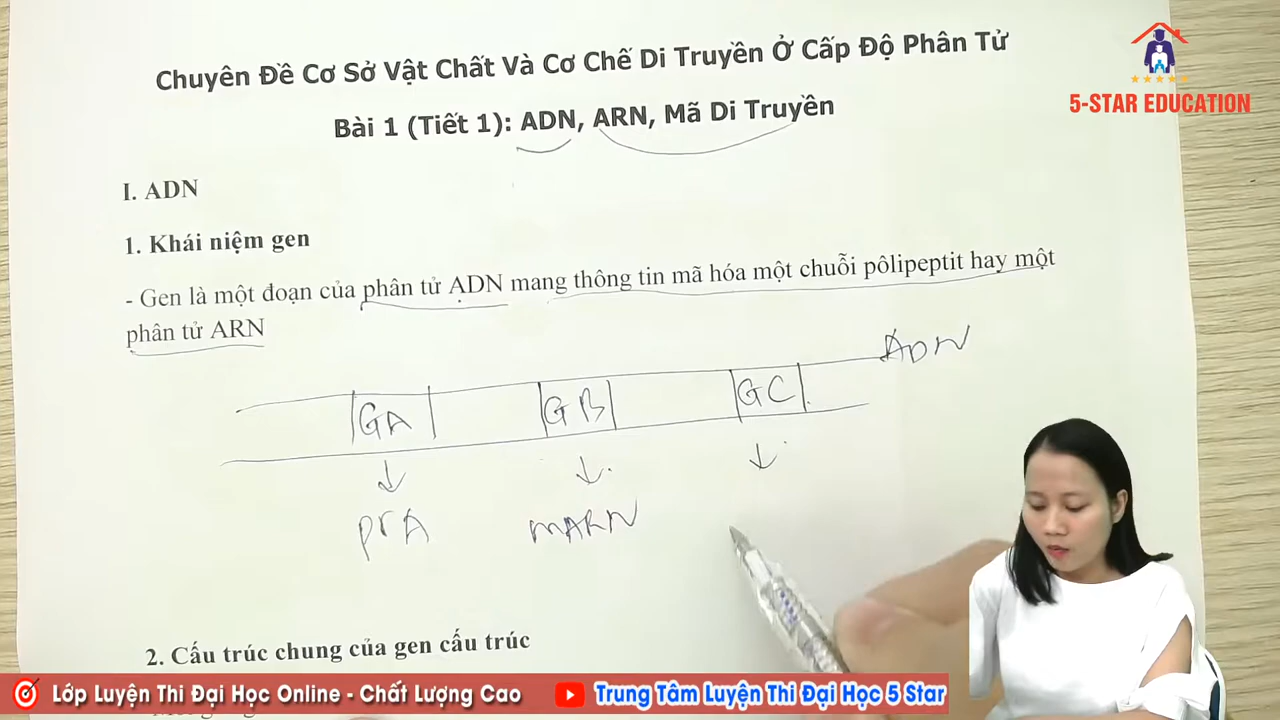 Chuyên Đề Cơ Sở Vật Chất Và Cơ Chế Di Truyền Ở Cấp Độ Phân Tử
5-STAR EDUCATION
Bài 1 (Tiết 1): ADN, ARN, Mã Di Truyền
I. ADN
1. Khái niệm gen
- Gen là một đoạn của phân tử ADN mang thông tin mã hóa một chuỗi pôlipeptit hay một
phân tử ARN
ADN
GA GB GC
PrA mARN
2. Cấu trúc chung của gen cấu trúc
Lớp Luyện Thi Đại Học Online - Chất Lượng Cao Trung Tâm Luyện Thi Đại Học 5 Star